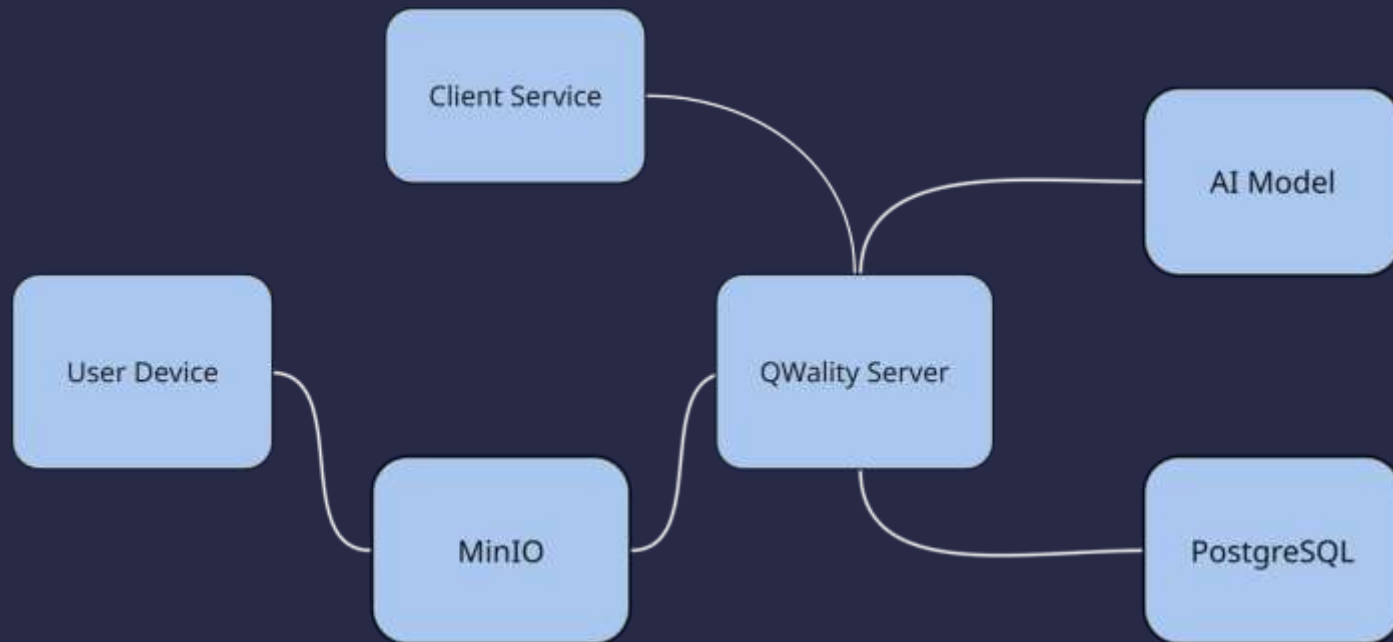 Client Service
AI Model
User Device
QWality Server
MinIO
PostgreSQL